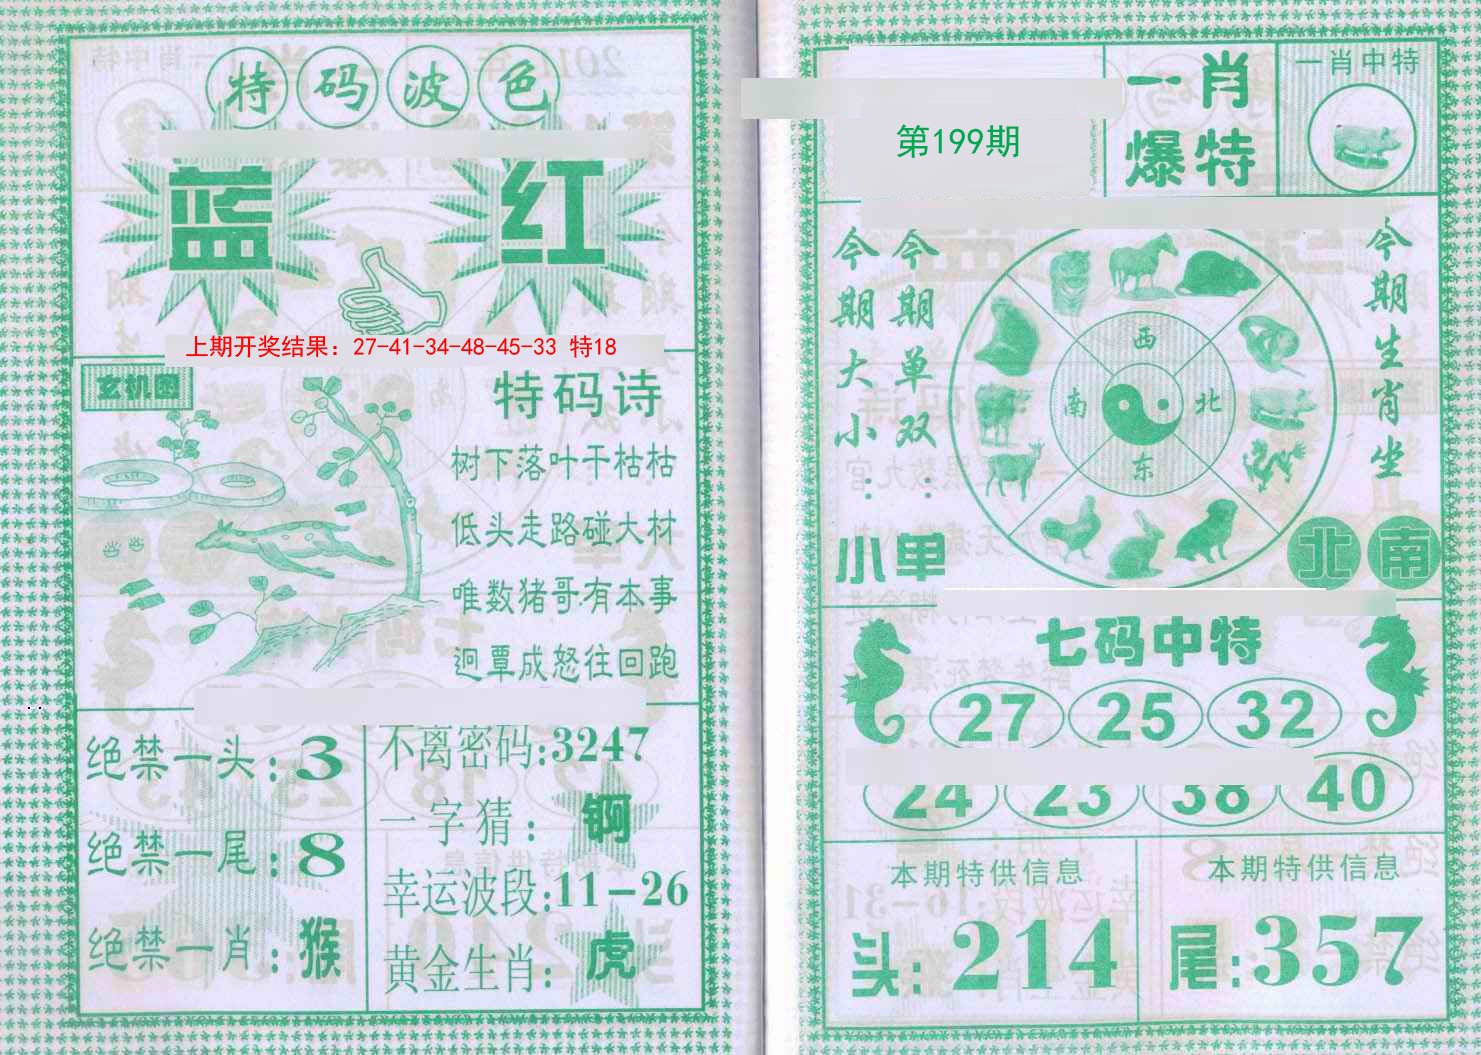 特码波色
蓝 红
上期开奖结果：27-41-34-48-45-33 特18
玄机图
特码诗
树下落叶干枯枯
低头走路碰大材
唯数猪哥有本事
迥覃成怒往回跑
绝禁一头：3
绝禁一尾：8
绝禁一肖：猴
不离密码：3247
一字猜：锕
幸运波段：11-26
黄金生肖：虎
第199期
一肖
爆特
一肖中特
今期大小：小
今期单双：单
西
南 北
东
今期生肖坐
北 南
七码中特
27 25 32
24 23 38 40
本期特供信息
头：214
本期特供信息
尾：357